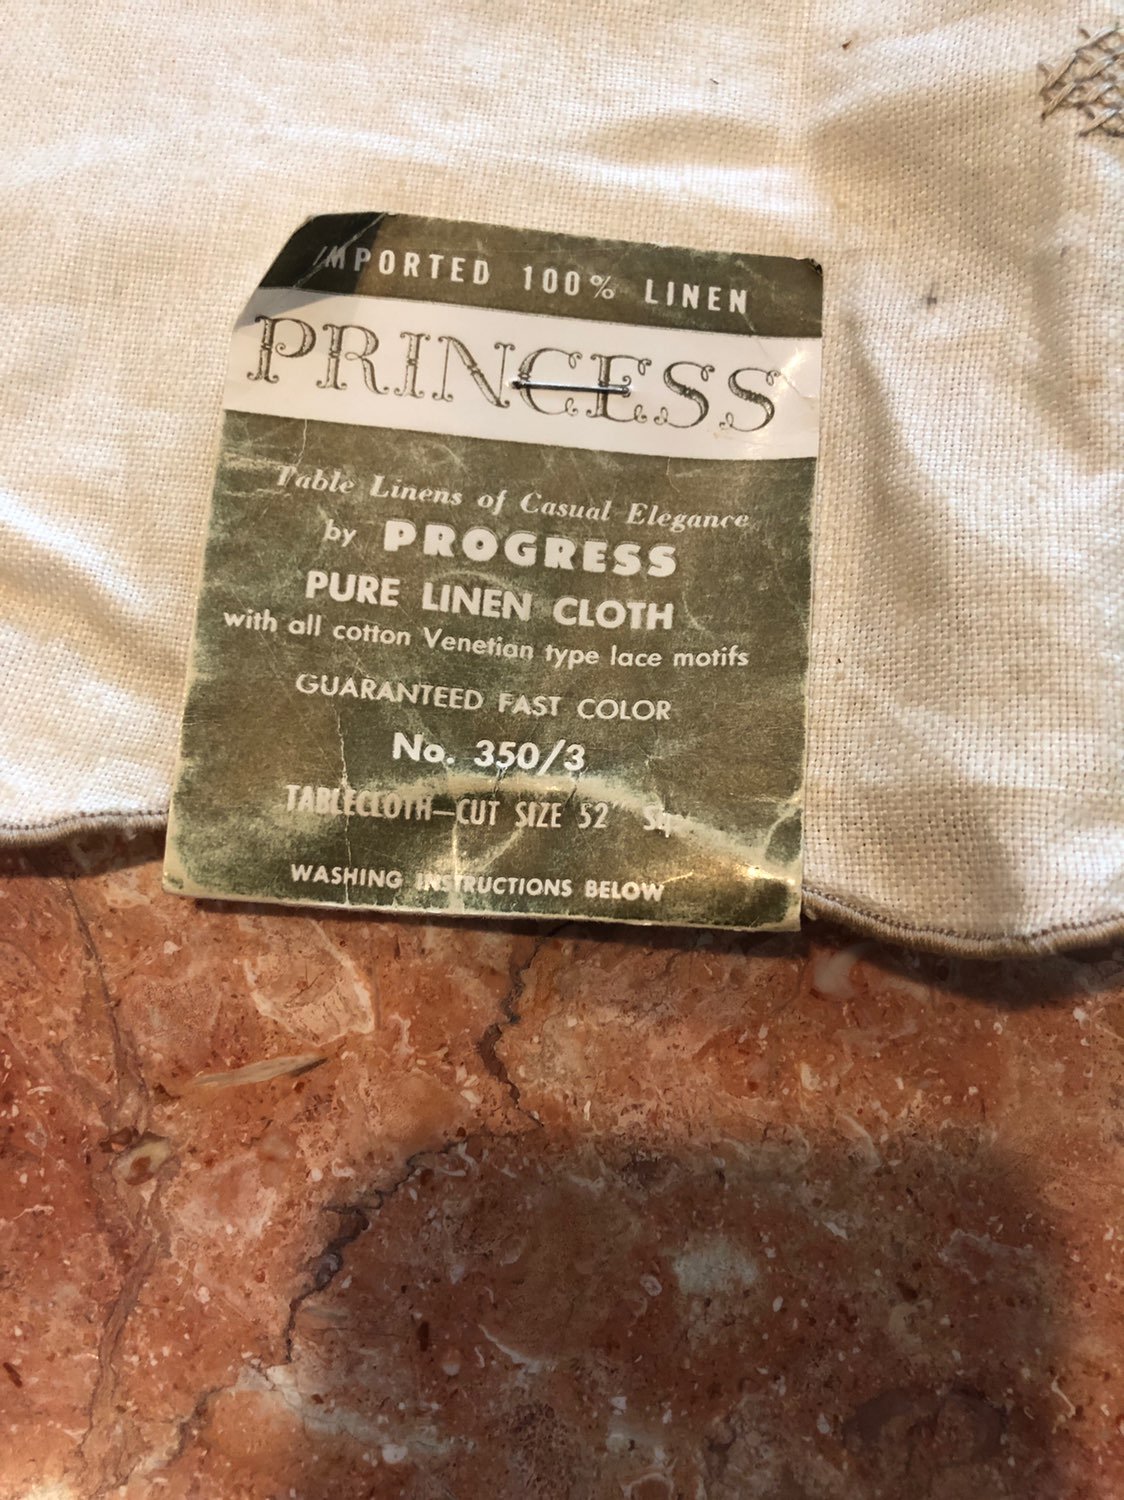 IMPORTED 100% LINEN
PRINCESS
Table Linens of Casual Elegance
by PROGRESS
PURE LINEN CLOTH
with all cotton Venetian type lace motifs
GUARANTEED FAST COLOR
No. 350/3
TABLECLOTH—CUT SIZE 52" Sq.
WASHING INSTRUCTIONS BELOW